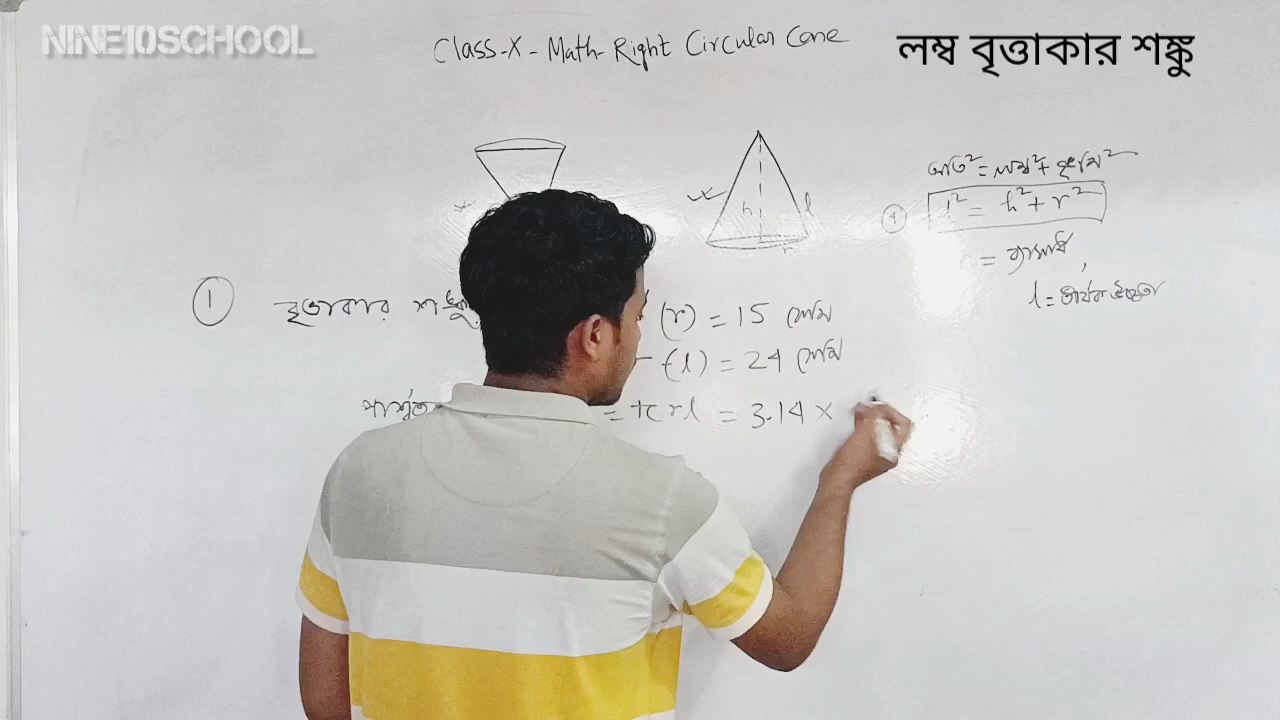 NINE10SCHOOL
Class-X-Math-Right Circular Cone
লম্ব বৃত্তাকার শঙ্কু
অতি² = লম্ব² + ভূমি²
l² = h² + r²
= ব্যাসার্ধ,
l = তীর্যক উচ্চতা
h
l
r
1
বৃত্তাকার শঙ্কু
(r) = 15 সেমি
(l) = 24 সেমি
= πrl = 3.14 ×